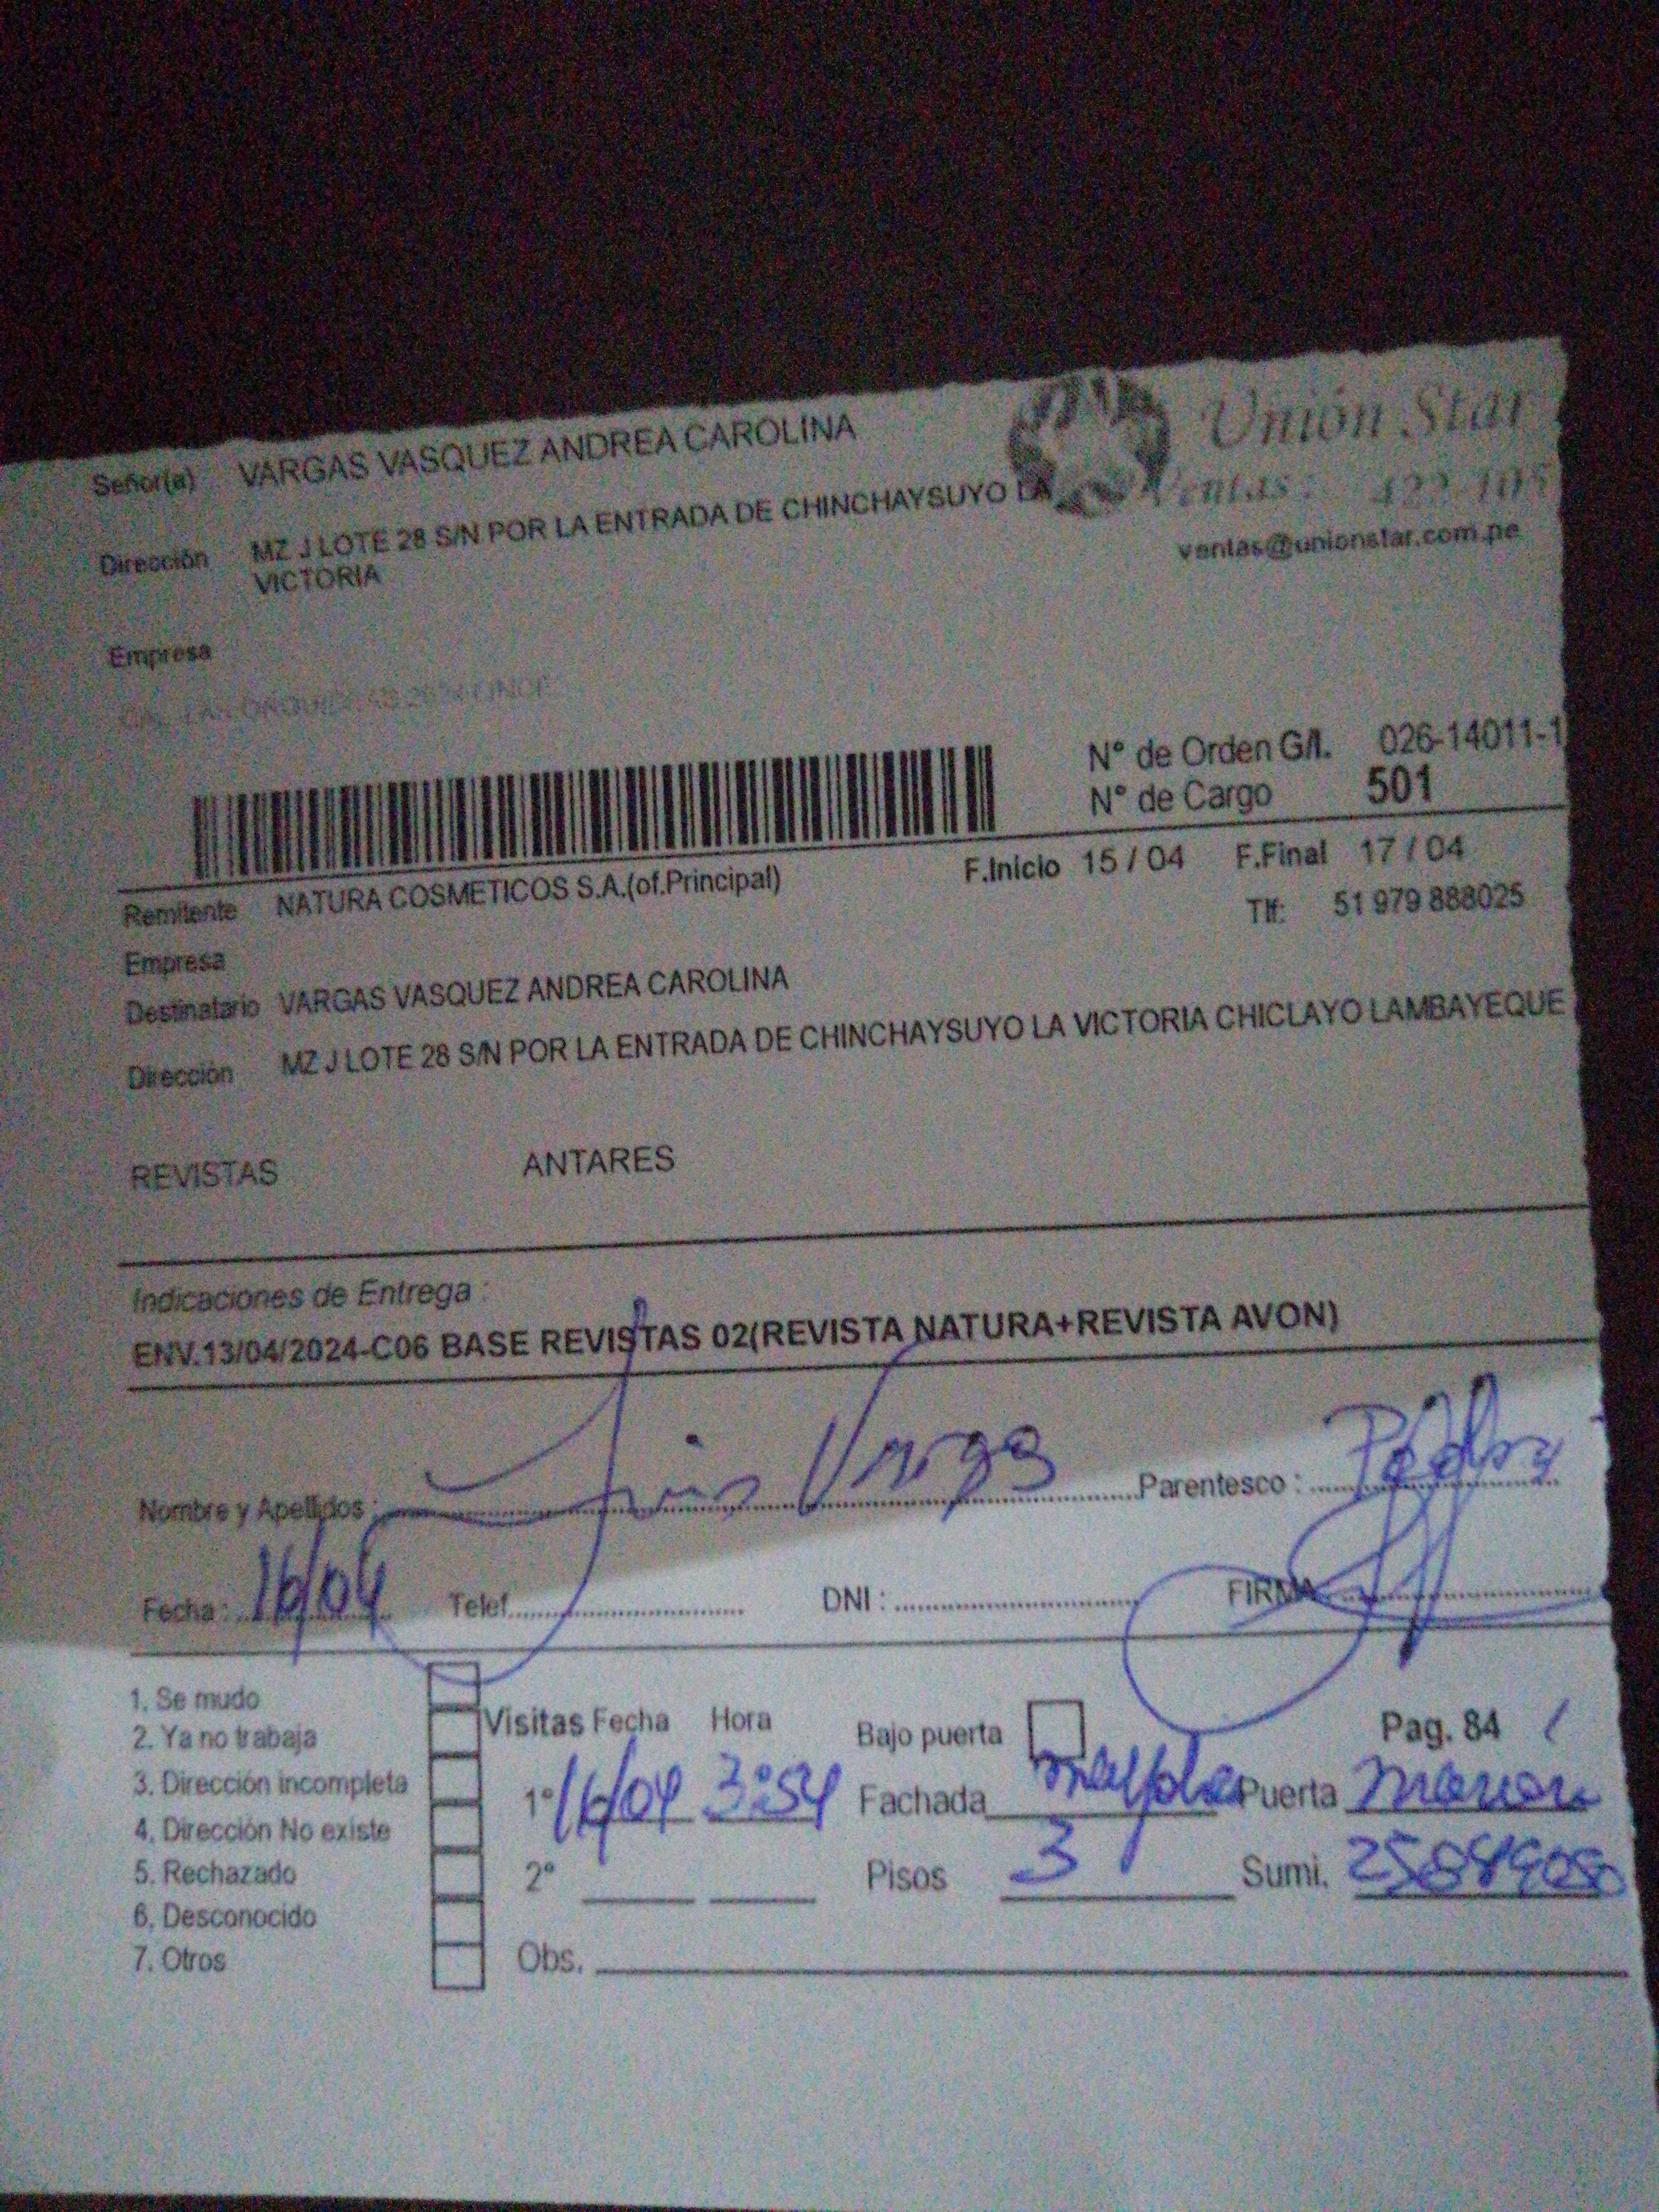 Señor(a) VARGAS VASQUEZ ANDREA CAROLINA
Union Star
Ventas:
Dirección MZ J LOTE 28 S/N POR LA ENTRADA DE CHINCHAYSUYO LA
VICTORIA
ventas@unionstar.com.pe
Empresa
N° de Orden G/I. 026-14011-1
N° de Cargo 501
F.Inicio 15 / 04 F.Final 17 / 04
Remitente NATURA COSMETICOS S.A.(of.Principal)
Tlf: 51 979 888025
Empresa
Destinatario VARGAS VASQUEZ ANDREA CAROLINA
Dirección MZ J LOTE 28 S/N POR LA ENTRADA DE CHINCHAYSUYO LA VICTORIA CHICLAYO LAMBAYEQUE
REVISTAS ANTARES
Indicaciones de Entrega :
ENV.13/04/2024-C06 BASE REVISTAS 02(REVISTA NATURA+REVISTA AVON)
Nombre y Apellidos : Vargas Parentesco :
Fecha: 16/04 Telef. DNI : FIRMA
1. Se mudo
2. Ya no trabaja
3. Dirección incompleta
4. Dirección No existe
5. Rechazado
6. Desconocido
7. Otros
Visitas Fecha Hora Bajo puerta Pag. 84
1° 16/04 3:54 Fachada Puerta marron
2° Pisos 3 Sumi.
Obs.